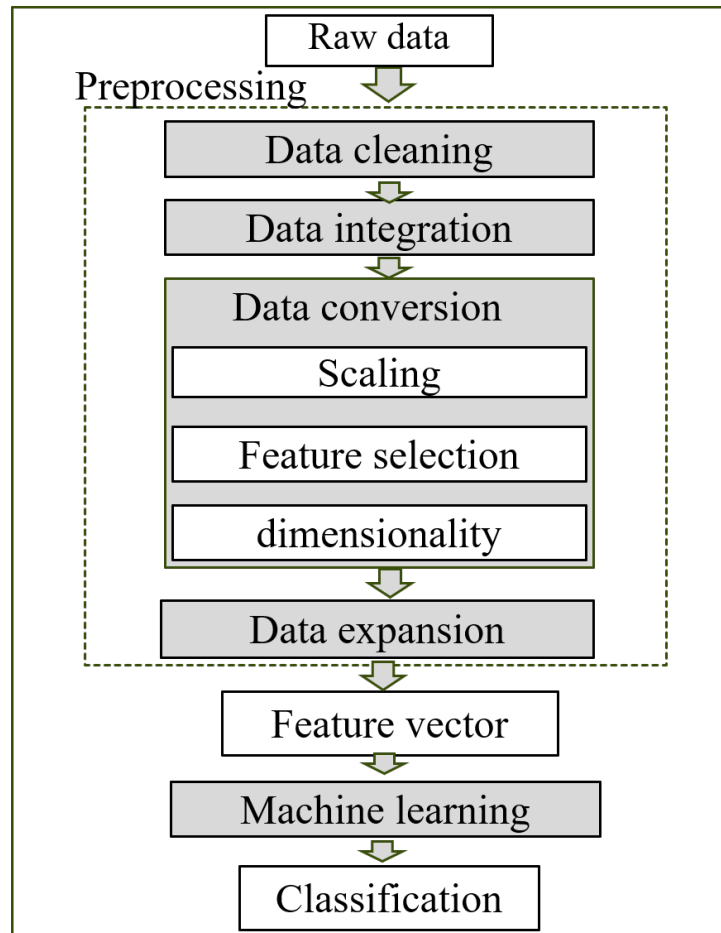 Raw data
Preprocessing
Data cleaning
Data integration
Data conversion
Scaling
Feature selection
dimensionality
Data expansion
Feature vector
Machine learning
Classification